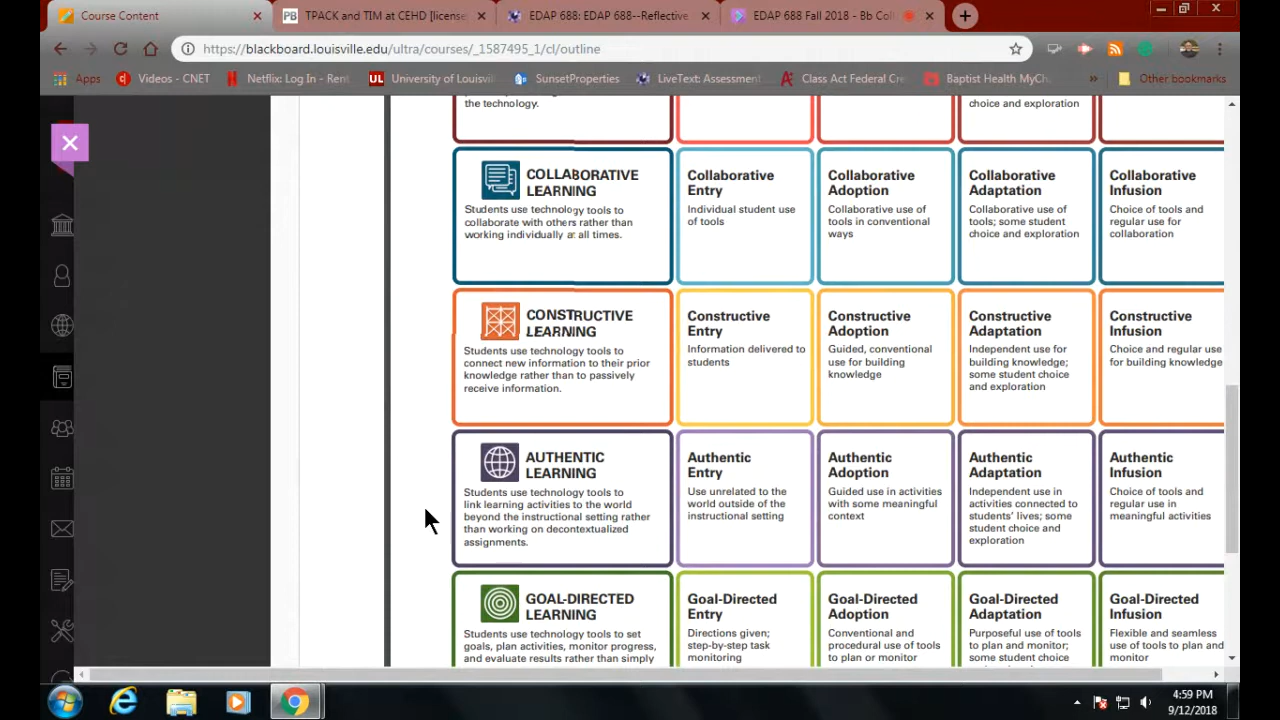 Course Content
PB TPACK and TIM at CEHD [license
EDAP 688: EDAP 688--Reflective
EDAP 688 Fall 2018 - Bb Coll
https://blackboard.louisville.edu/ultra/courses/_1587495_1/cl/outline
Apps
Videos - CNET
Netflix: Log In - Rent
UL University of Louisvil
SunsetProperties
LiveText: Assessment
Class Act Federal Cre
Baptist Health MyCh
»
Other bookmarks
the technology.
choice and exploration
COLLABORATIVE
LEARNING
Students use technology tools to
collaborate with others rather than
working individually at all times.
Collaborative
Entry
Individual student use
of tools
Collaborative
Adoption
Collaborative use of
tools in conventional
ways
Collaborative
Adaptation
Collaborative use of
tools; some student
choice and exploration
Collaborative
Infusion
Choice of tools and
regular use for
collaboration
CONSTRUCTIVE
LEARNING
Students use technology tools to
connect new information to their prior
knowledge rather than to passively
receive information.
Constructive
Entry
Information delivered to
students
Constructive
Adoption
Guided, conventional
use for building
knowledge
Constructive
Adaptation
Independent use for
building knowledge;
some student choice
and exploration
Constructive
Infusion
Choice and regular use
for building knowledge
AUTHENTIC
LEARNING
Students use technology tools to
link learning activities to the world
beyond the instructional setting rather
than working on decontextualized
assignments.
Authentic
Entry
Use unrelated to the
world outside of the
instructional setting
Authentic
Adoption
Guided use in activities
with some meaningful
context
Authentic
Adaptation
Independent use in
activities connected to
students' lives; some
student choice and
exploration
Authentic
Infusion
Choice of tools and
regular use in
meaningful activities
GOAL-DIRECTED
LEARNING
Students use technology tools to set
goals, plan activities, monitor progress,
and evaluate results rather than simply
Goal-Directed
Entry
Directions given;
step-by-step task
monitoring
Goal-Directed
Adoption
Conventional and
procedural use of tools
to plan or monitor
Goal-Directed
Adaptation
Purposeful use of tools
to plan and monitor;
some student choice
Goal-Directed
Infusion
Flexible and seamless
use of tools to plan and
monitor
4:59 PM
9/12/2018